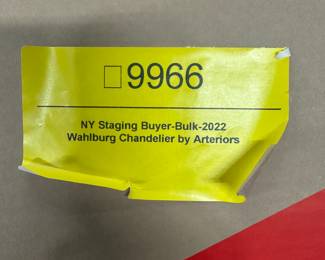 □9966
NY Staging Buyer-Bulk-2022
Wahlburg Chandelier by Arteriors